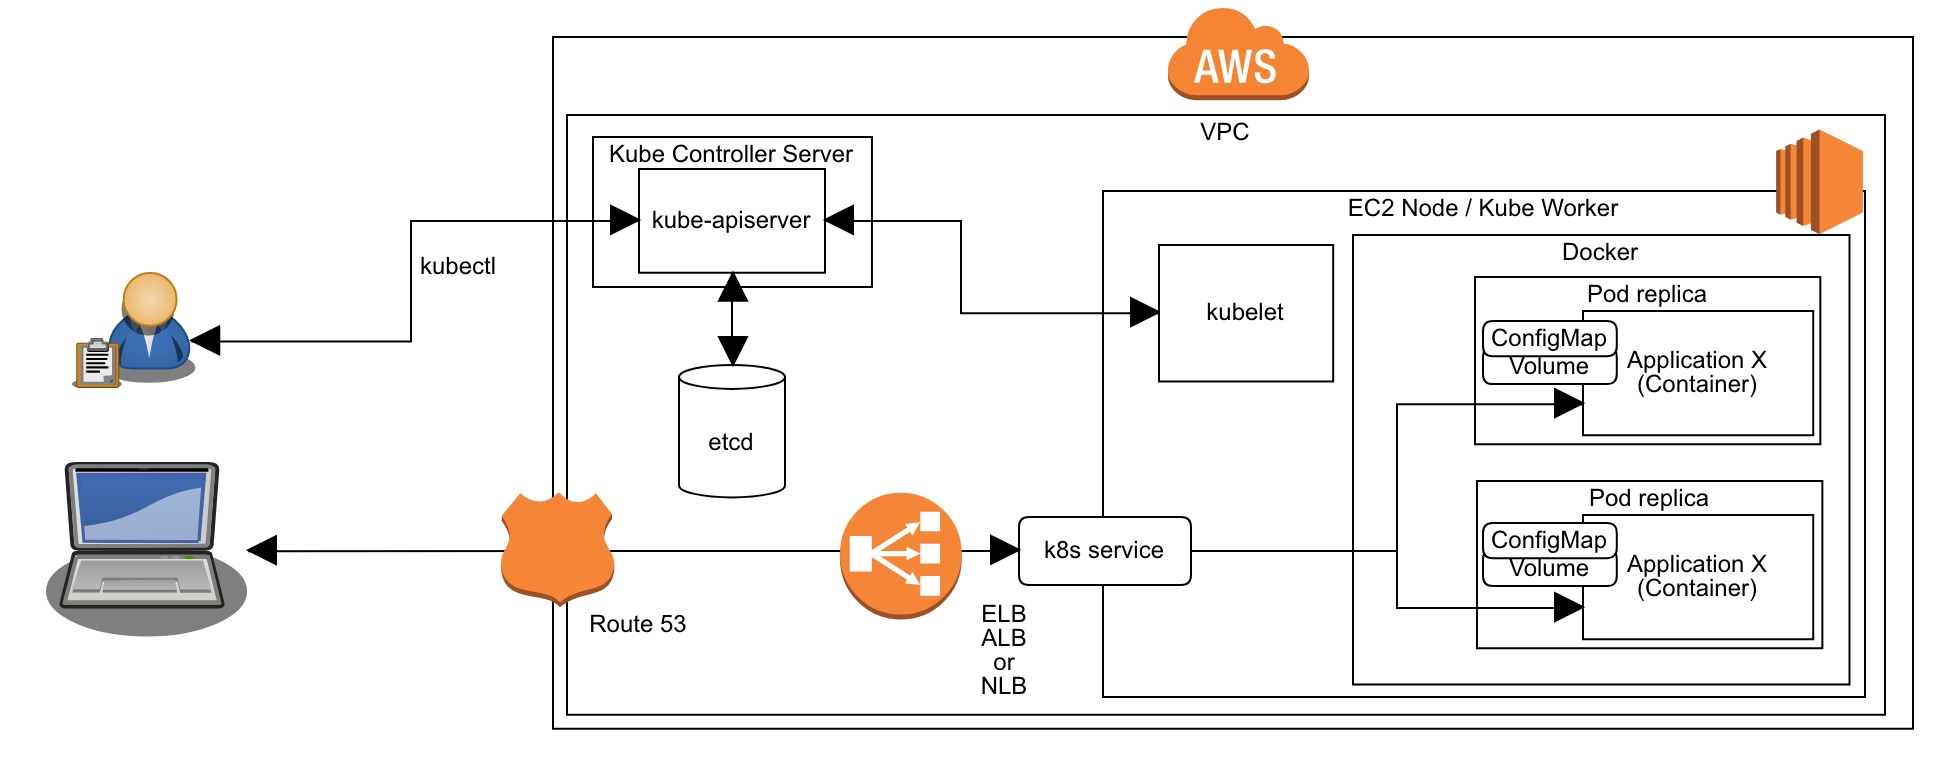 AWS
VPC
Kube Controller Server
kube-apiserver
kubectl
etcd
EC2 Node / Kube Worker
kubelet
Docker
Pod replica
ConfigMap
Volume
Application X
(Container)
Pod replica
ConfigMap
Volume
Application X
(Container)
k8s service
Route 53
ELB
ALB
or
NLB